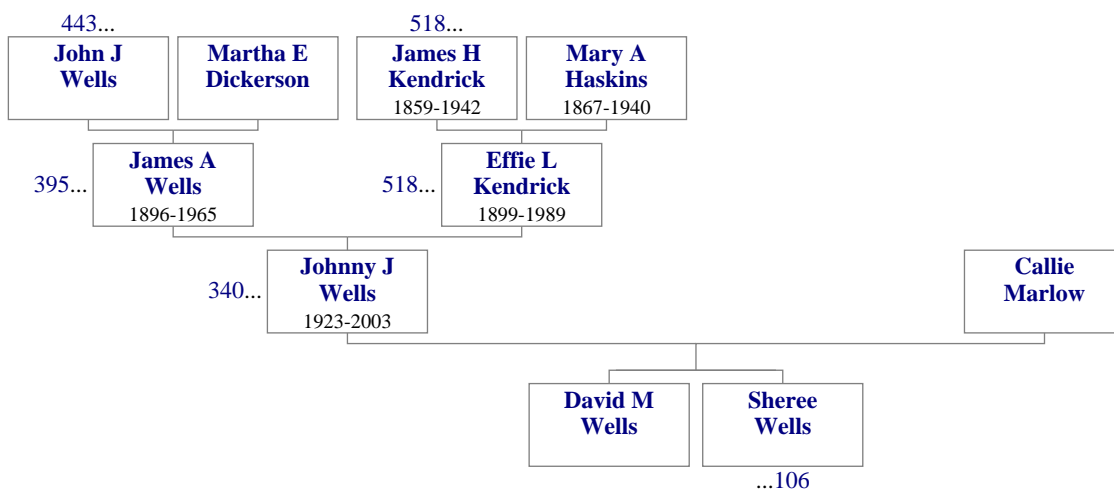 443...
518...
John J
Wells
Martha E
Dickerson
James H
Kendrick
1859-1942
Mary A
Haskins
1867-1940
395...
James A
Wells
1896-1965
518...
Effie L
Kendrick
1899-1989
340...
Johnny J
Wells
1923-2003
Callie
Marlow
David M
Wells
Sheree
Wells
...106